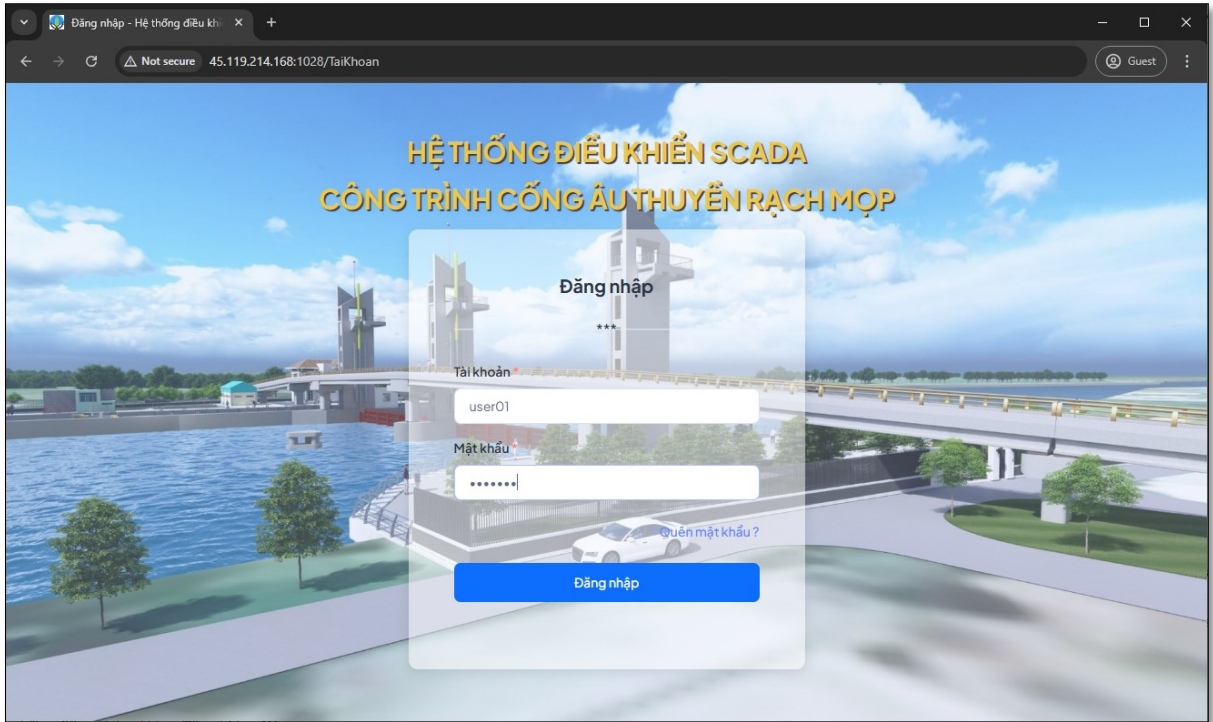 Đăng nhập - Hệ thống điều khi
Not secure 45.119.214.168:1028/TaiKhoan
Guest
HỆ THỐNG ĐIỀU KHIỂN SCADA
CÔNG TRÌNH CỐNG ÂU THUYỀN RẠCH MỌP
Đăng nhập
***
Tài khoản *
user01
Mật khẩu *
•••••••
Quên mật khẩu ?
Đăng nhập